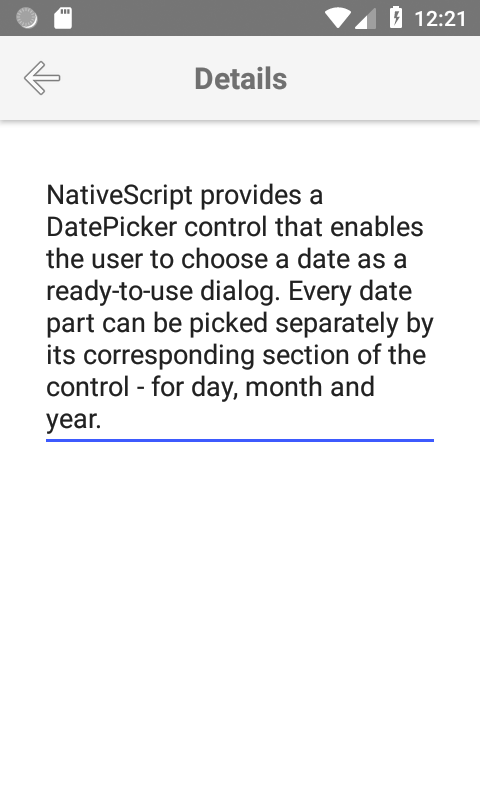 12:21
Details
NativeScript provides a
DatePicker control that enables
the user to choose a date as a
ready-to-use dialog. Every date
part can be picked separately by
its corresponding section of the
control - for day, month and
year.